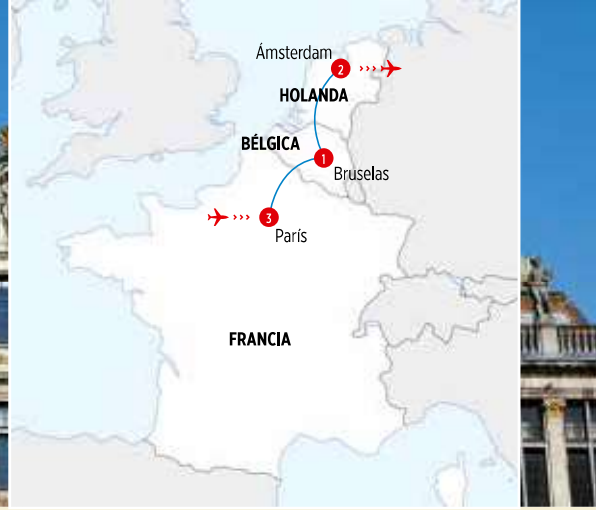 Ámsterdam
2
HOLANDA
BÉLGICA
1
Bruselas
3
París
FRANCIA